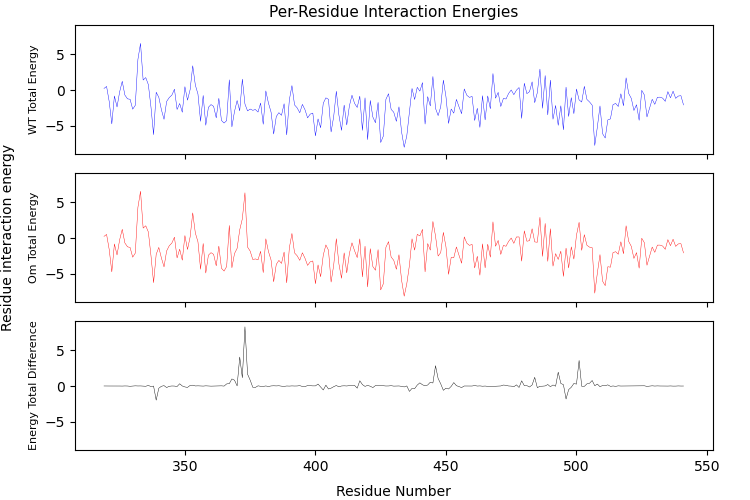 Per-Residue Interaction Energies
Residue interaction energy
WT Total Energy
5
0
−5
Om Total Energy
5
0
−5
Energy Total Difference
5
0
−5
350 400 450 500 550
Residue Number